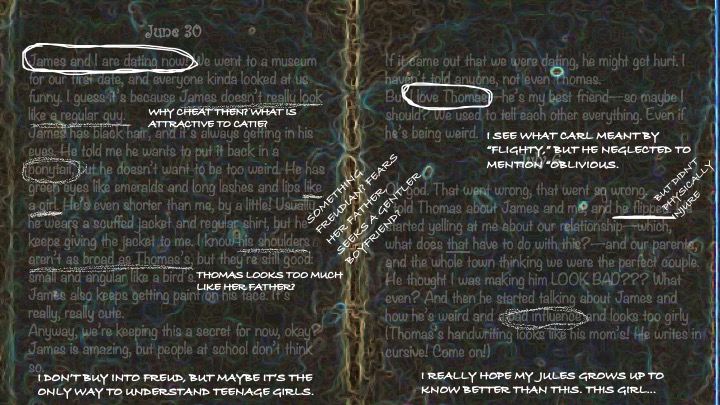 June 30
James and I are dating now! We went to a museum
for our first date, and everyone kinda looked at us
funny. I guess it's because James doesn't really look
like a regular guy.
WHY CHEAT THEN? WHAT IS
ATTRACTIVE TO CATIE?
James has black hair, and it's always getting in his
eyes. He told me he wants to put it back in a
ponytail, but he doesn't want to be too weird. He has
green eyes like emeralds and long lashes and lips like
a girl. He's even shorter than me, by a little! Usually
he wears a scuffed jacket and regular shirt, but he
keeps giving the jacket to me. I know his shoulders
aren't as broad as Thomas's, but they're still good:
small and angular like a bird's.
THOMAS LOOKS TOO MUCH
LIKE HER FATHER?
James also keeps getting paint on his face. It's
really, really cute.
Anyway, we're keeping this a secret for now, okay?
James is amazing, but people at school don't think
so.
I DON'T BUY INTO FREUD, BUT MAYBE IT'S THE
ONLY WAY TO UNDERSTAND TEENAGE GIRLS.
SOMETHING
FREUDIAN? FEARS
HER FATHER,
SEEKS A GENTLER
BOYFRIEND?
If it came out that we were dating, he might get hurt. I
haven't told anyone, not even Thomas.
But I love Thomas—he's my best friend—so maybe I
should? We used to tell each other everything. Even if
he's being weird.
I SEE WHAT CARL MEANT BY
"FLIGHTY," BUT HE NEGLECTED TO
MENTION "OBLIVIOUS.
God. That went wrong, that went so wrong.
I told Thomas about James and me and he flipped,
started yelling at me about our relationship—which,
what does that have to do with this?—and our parents
and the whole town thinking we were the perfect couple.
He thought I was making him LOOK BAD??? What
even? And then he started talking about James and
how he's weird and a bad influence and looks too girly
(Thomas's handwriting looks like his mom's! He writes in
cursive! Come on!)
BUT DIDN'T
PHYSICALLY
INJURE
I REALLY HOPE MY JULES GROWS UP TO
KNOW BETTER THAN THIS. THIS GIRL...